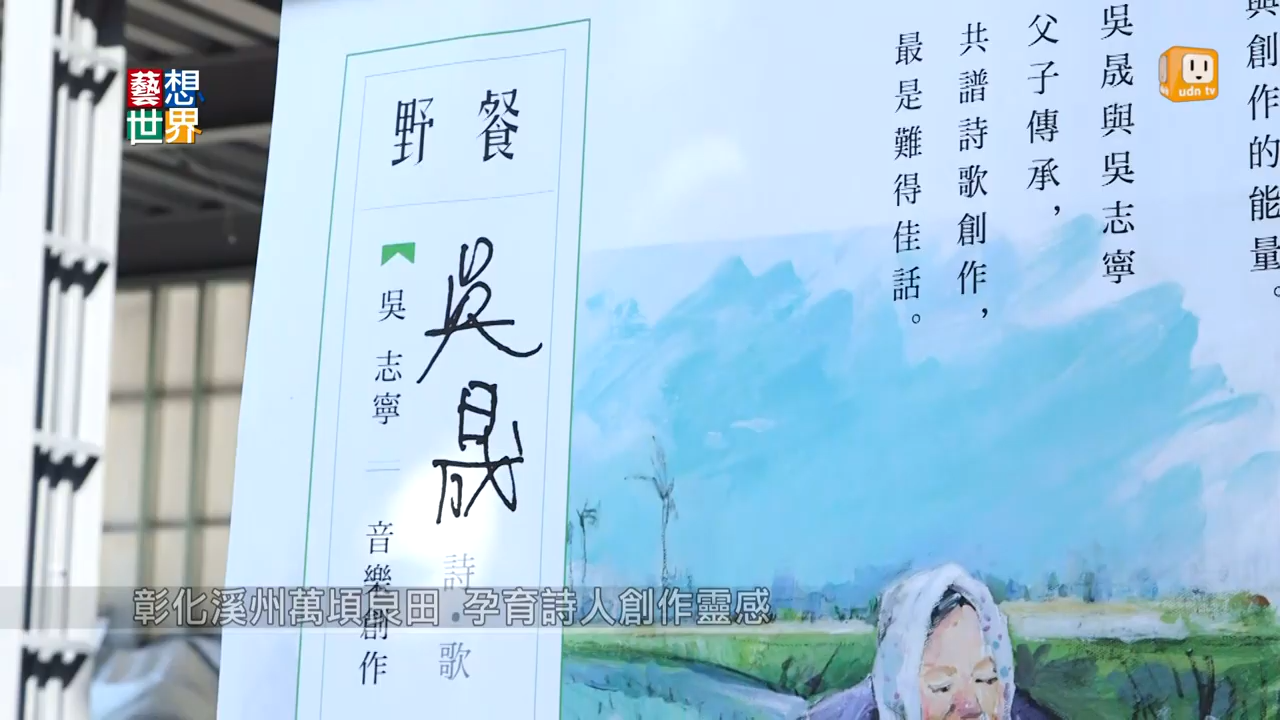 藝想
世界
udn tv
與創作的能量。
吳晟與吳志寧
父子傳承，
共譜詩歌創作，
最是難得佳話。
野餐
吳晟
詩．歌
吳志寧—音樂創作
彰化溪州萬頃良田 孕育詩人創作靈感